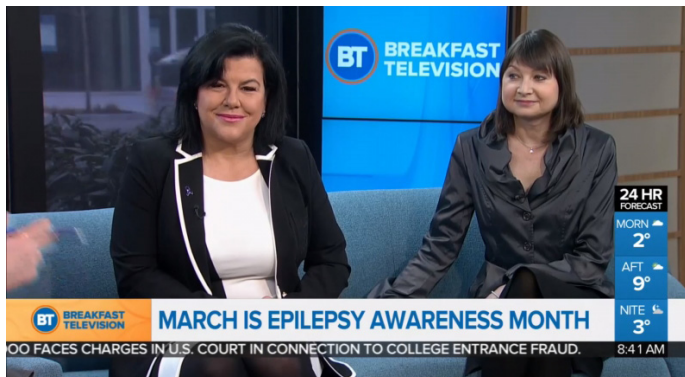 BT BREAKFAST
TELEVISION
24 HR
FORECAST
MORN
2°
AFT
9°
NITE
3°
BT BREAKFAST
TELEVISION
MARCH IS EPILEPSY AWARENESS MONTH
OO FACES CHARGES IN U.S. COURT IN CONNECTION TO COLLEGE ENTRANCE FRAUD.
8:41 AM